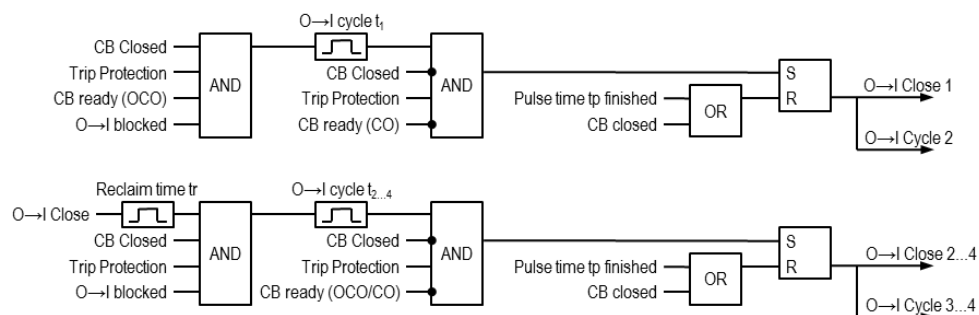 O→I cycle t1
CB Closed
Trip Protection
CB ready (OCO)
O→I blocked
AND
CB Closed
Trip Protection
CB ready (CO)
AND
Pulse time tp finished
CB closed
OR
S
R
O→I Close 1
O→I Cycle 2
Reclaim time tr
O→I cycle t2...4
O→I Close
CB Closed
Trip Protection
O→I blocked
AND
CB Closed
Trip Protection
CB ready (OCO/CO)
AND
Pulse time tp finished
CB closed
OR
S
R
O→I Close 2...4
O→I Cycle 3...4